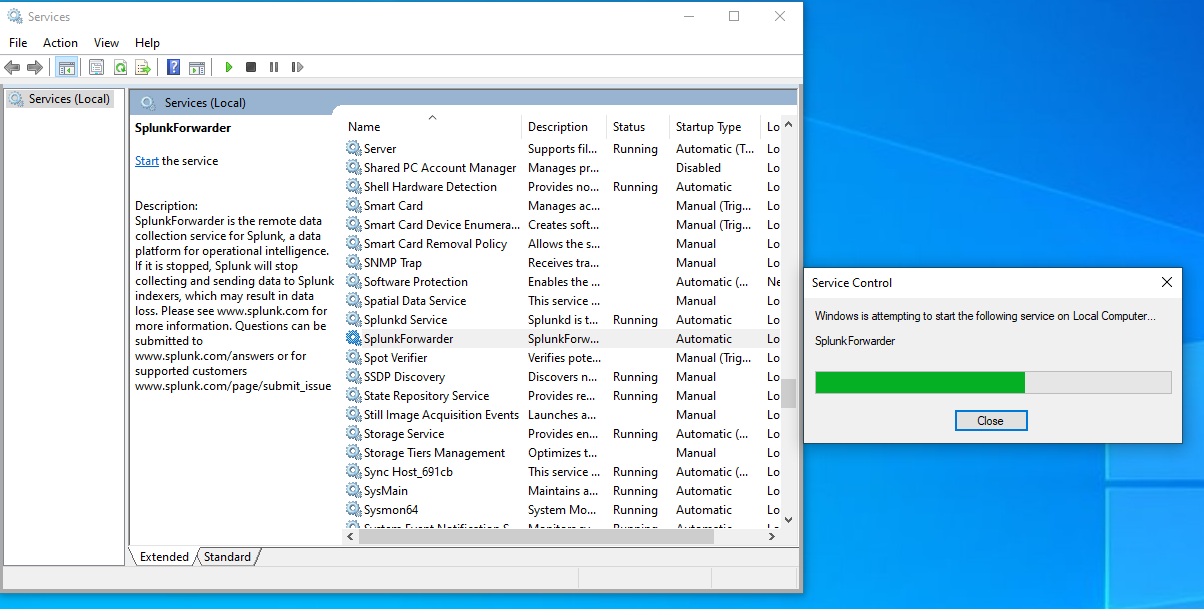 Services
File Action View Help
Services (Local)
Services (Local)
SplunkForwarder
Start the service
Description:
SplunkForwarder is the remote data
collection service for Splunk, a data
platform for operational intelligence.
If it is stopped, Splunk will stop
collecting and sending data to Splunk
indexers, which may result in data
loss. Please see www.splunk.com for
more information. Questions can be
submitted to
www.splunk.com/answers or for
supported customers
www.splunk.com/page/submit_issue
Name Description Status Startup Type Lo
Server Supports fil... Running Automatic (T... Lo
Shared PC Account Manager Manages pr... Disabled Lo
Shell Hardware Detection Provides no... Running Automatic Lo
Smart Card Manages ac... Manual (Trig... Lo
Smart Card Device Enumera... Creates soft... Manual (Trig... Lo
Smart Card Removal Policy Allows the s... Manual Lo
SNMP Trap Receives tra... Manual Lo
Software Protection Enables the ... Automatic (... Ne
Spatial Data Service This service ... Manual Lo
Splunkd Service Splunkd is t... Running Automatic Lo
SplunkForwarder SplunkForw... Automatic Lo
Spot Verifier Verifies pote... Manual (Trig... Lo
SSDP Discovery Discovers n... Running Manual Lo
State Repository Service Provides re... Running Manual Lo
Still Image Acquisition Events Launches a... Manual Lo
Storage Service Provides en... Running Automatic (... Lo
Storage Tiers Management Optimizes t... Manual Lo
Sync Host_691cb This service ... Running Automatic (... Lo
SysMain Maintains a... Running Automatic Lo
Sysmon64 System Mo... Running Automatic Lo
System Event Notification S... Monitors sy... Running Automatic Lo
Extended Standard
Service Control
Windows is attempting to start the following service on Local Computer...
SplunkForwarder
Close